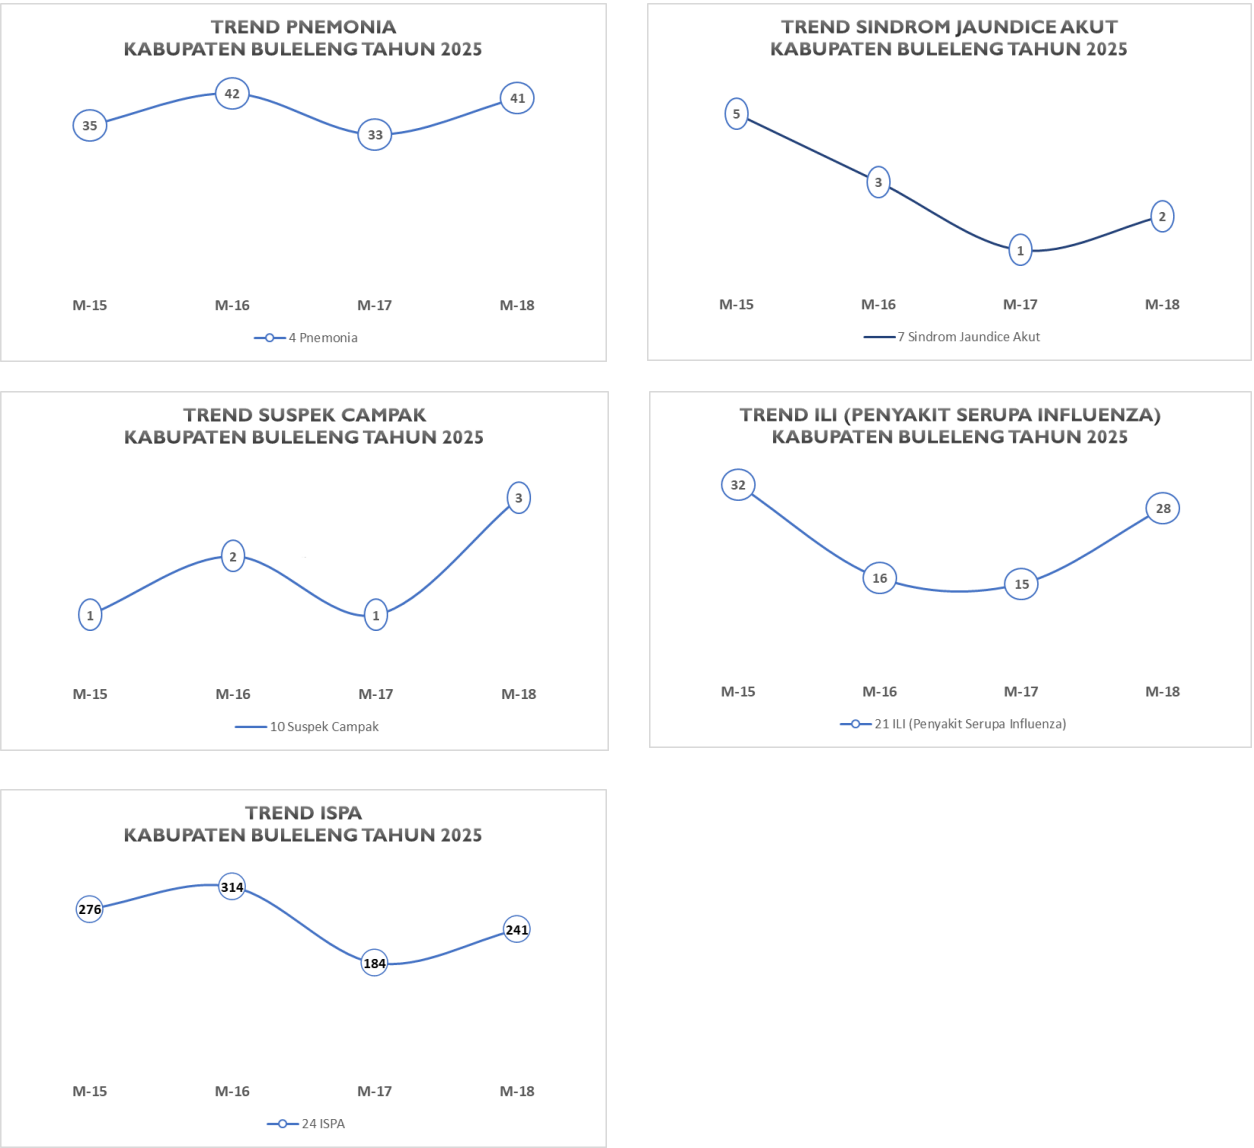 TREND PNEMONIA
KABUPATEN BULELENG TAHUN 2025
35
42
33
41
M-15 M-16 M-17 M-18
4 Pnemonia
TREND SINDROM JAUNDICE AKUT
KABUPATEN BULELENG TAHUN 2025
5
3
1
2
M-15 M-16 M-17 M-18
7 Sindrom Jaundice Akut
TREND SUSPEK CAMPAK
KABUPATEN BULELENG TAHUN 2025
1
2
1
3
M-15 M-16 M-17 M-18
10 Suspek Campak
TREND ILI (PENYAKIT SERUPA INFLUENZA)
KABUPATEN BULELENG TAHUN 2025
32
16
15
28
M-15 M-16 M-17 M-18
21 ILI (Penyakit Serupa Influenza)
TREND ISPA
KABUPATEN BULELENG TAHUN 2025
276
314
184
241
M-15 M-16 M-17 M-18
24 ISPA